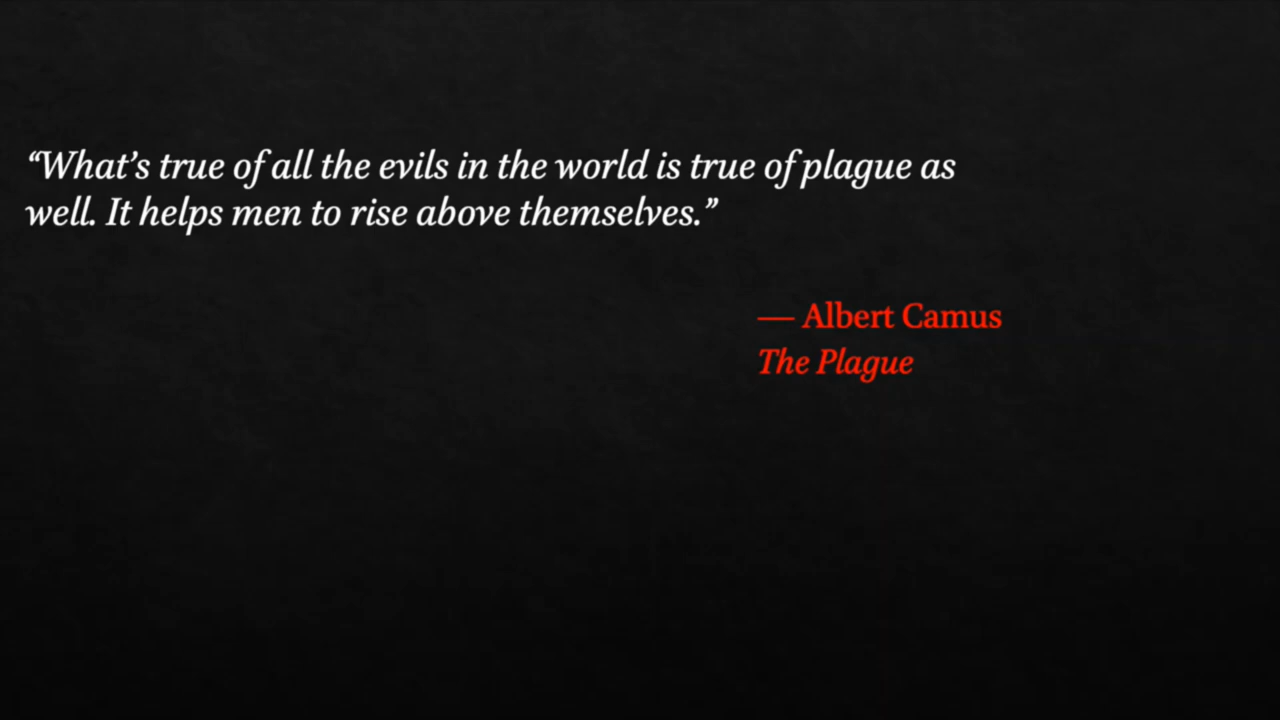 “What’s true of all the evils in the world is true of plague as
well. It helps men to rise above themselves.”
— Albert Camus
The Plague